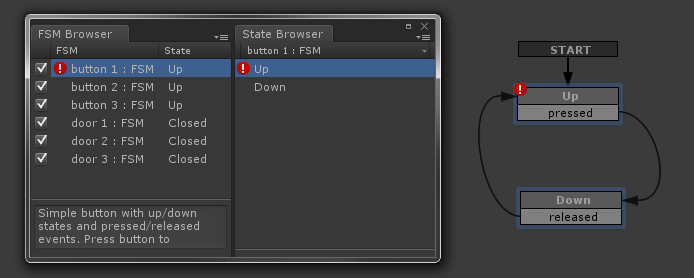 FSM Browser
State Browser
FSM State
button 1 : FSM
button 1 : FSM Up
button 2 : FSM Up
button 3 : FSM Up
door 1 : FSM Closed
door 2 : FSM Closed
door 3 : FSM Closed
Simple button with up/down
states and pressed/released
events. Press button to
Up
Down
START
Up
pressed
Down
released